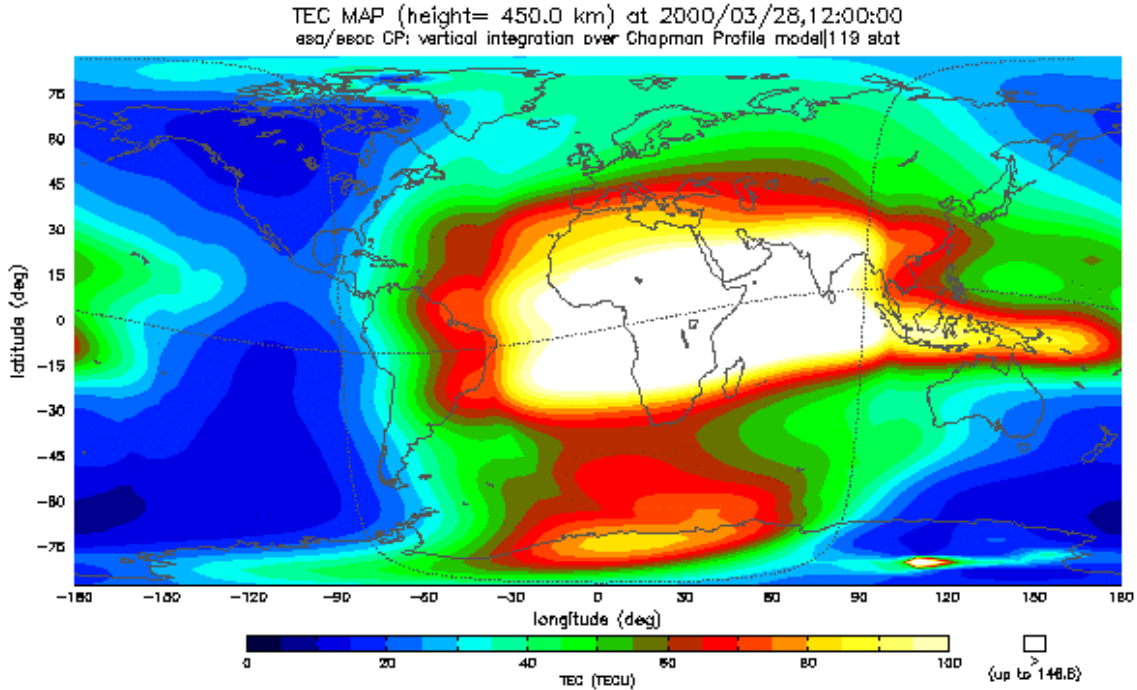 TEC MAP (height= 450.0 km) at 2000/03/28,12:00:00
esa/esoc CP: vertical integration over Chapman Profile model|119 stat
75
60
45
30
15
0
-15
-30
-45
-60
-75
latitude (deg)
-180 -150 -120 -90 -60 -30 0 30 60 90 120 150 180
longitude (deg)
0 20 40 60 80 100
TEC (TECU)
>
(up to 146.6)